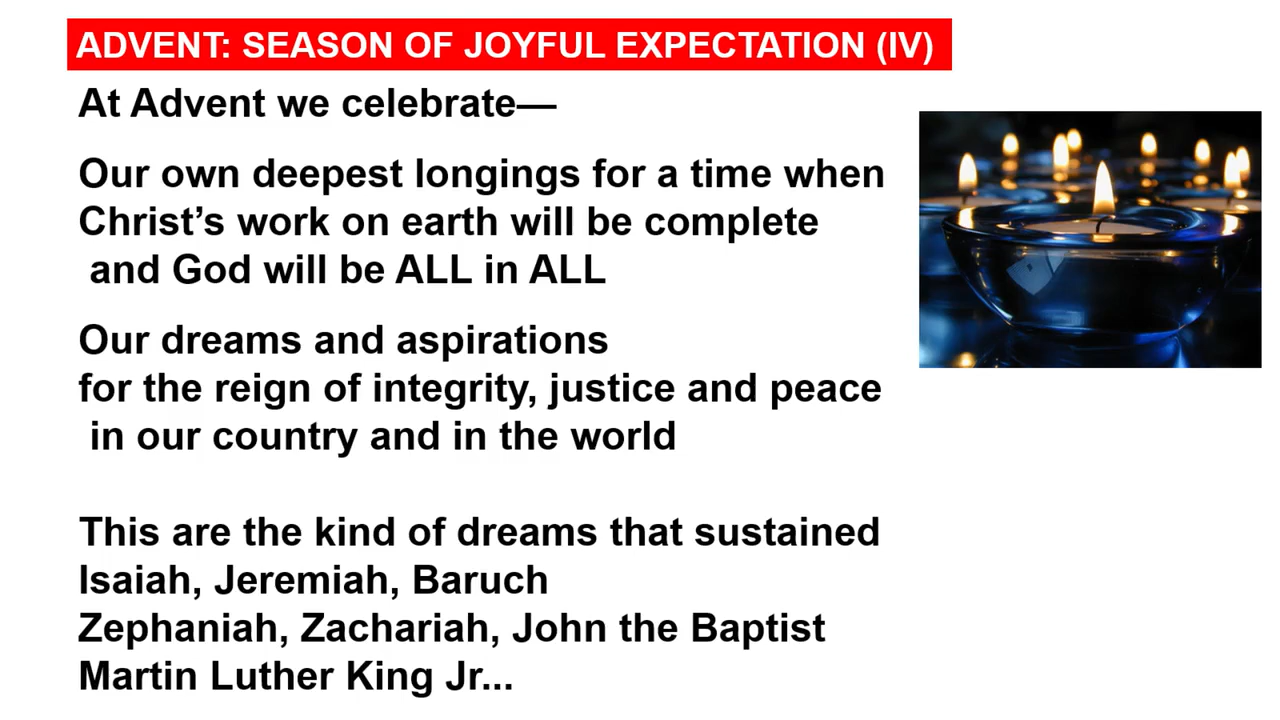 ADVENT: SEASON OF JOYFUL EXPECTATION (IV)
At Advent we celebrate—
Our own deepest longings for a time when
Christ’s work on earth will be complete
and God will be ALL in ALL
Our dreams and aspirations
for the reign of integrity, justice and peace
in our country and in the world
This are the kind of dreams that sustained
Isaiah, Jeremiah, Baruch
Zephaniah, Zachariah, John the Baptist
Martin Luther King Jr...